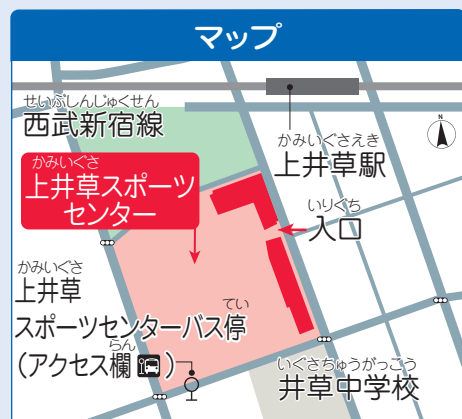 マップ
せいぶしんじゅくせん
西武新宿線
N
かみいぐさえき
上井草駅
かみいぐさ
上井草スポーツ
センター
いりぐち
入口
かみいぐさ
上井草
てい
スポーツセンターバス停
らん
(アクセス欄 )
いぐさちゅうがっこう
井草中学校